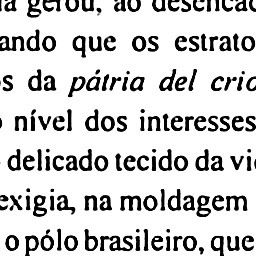 gerou, ao desencad
ando que os estrato
s da pátria del crio
nível dos interesses
delicado tecido da vi
exigia, na moldagem
o pólo brasileiro, que